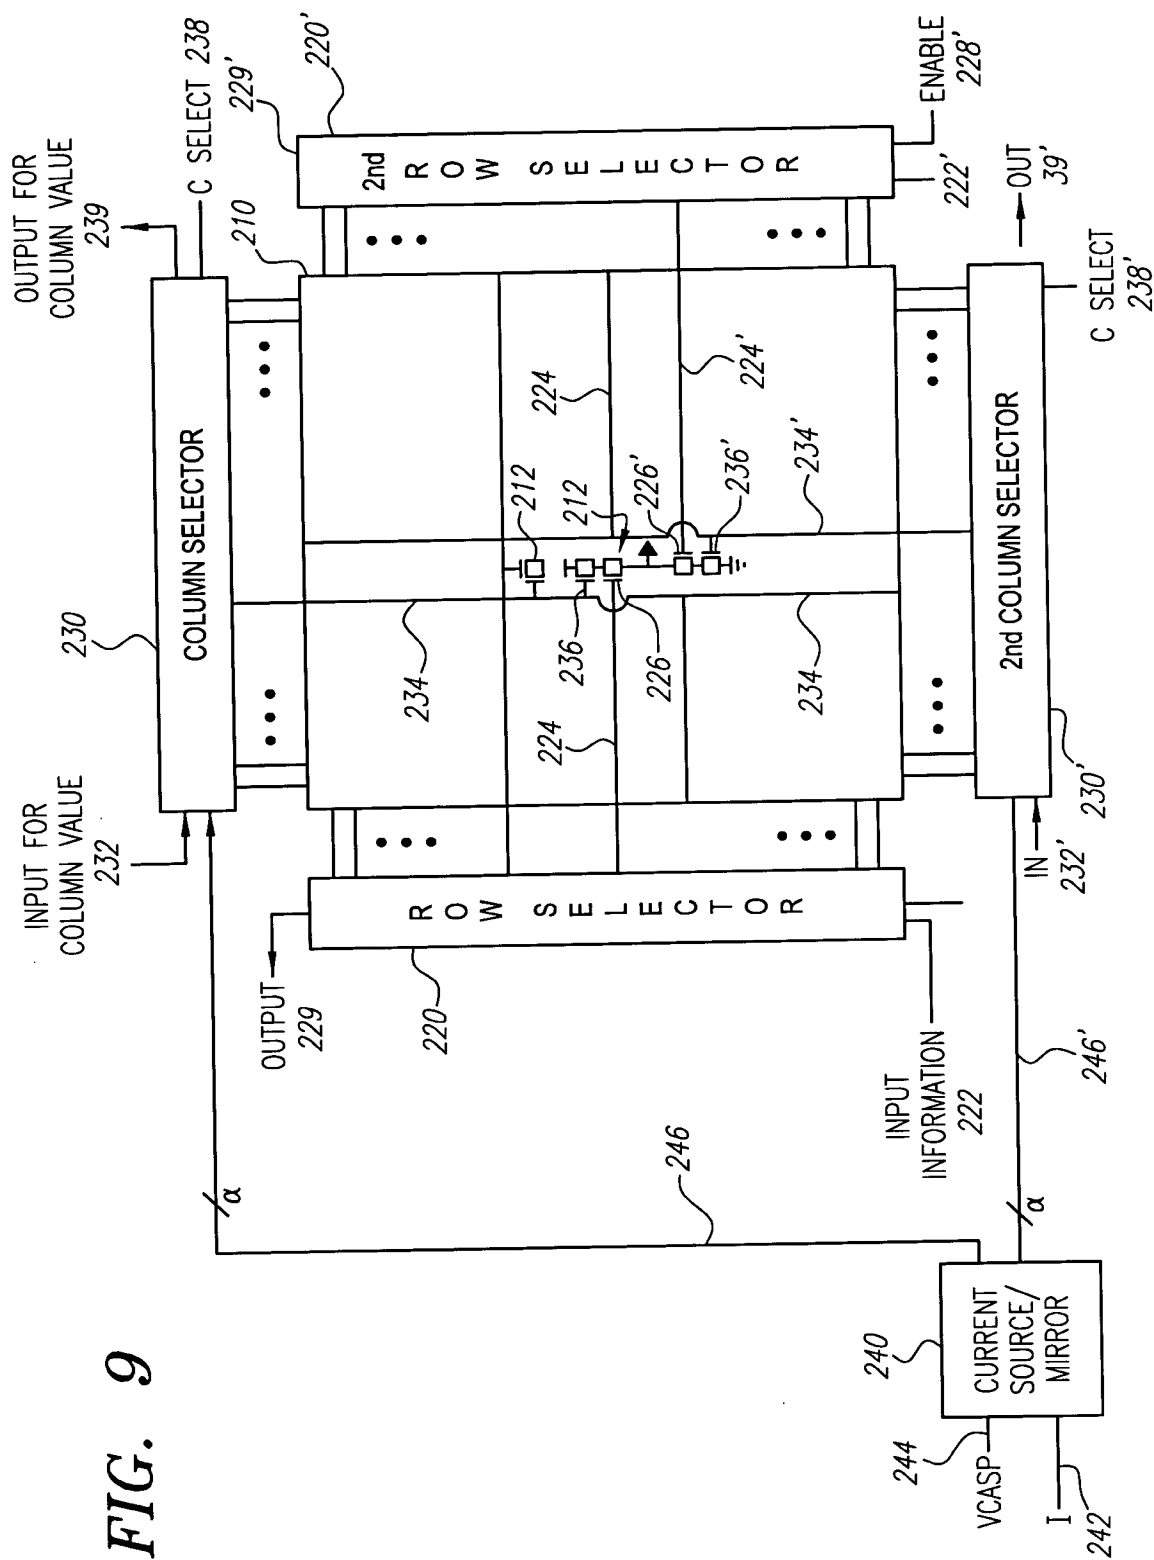 FIG. 9
INPUT FOR
COLUMN VALUE
232
230
OUTPUT FOR
COLUMN VALUE
239
C SELECT 238
COLUMN SELECTOR
229'
220'
210
OUTPUT
229
220
ROW SELECTOR
2nd
ROW SELECTOR
234
212
224
236
212
226'
224'
224
226
236'
234
234'
ENABLE
228'
222'
INPUT
INFORMATION
222
α
246
α
246'
IN
232'
230'
2nd COLUMN SELECTOR
OUT
39'
C SELECT
238'
240
CURRENT
SOURCE/
MIRROR
244
VCASP
I
242